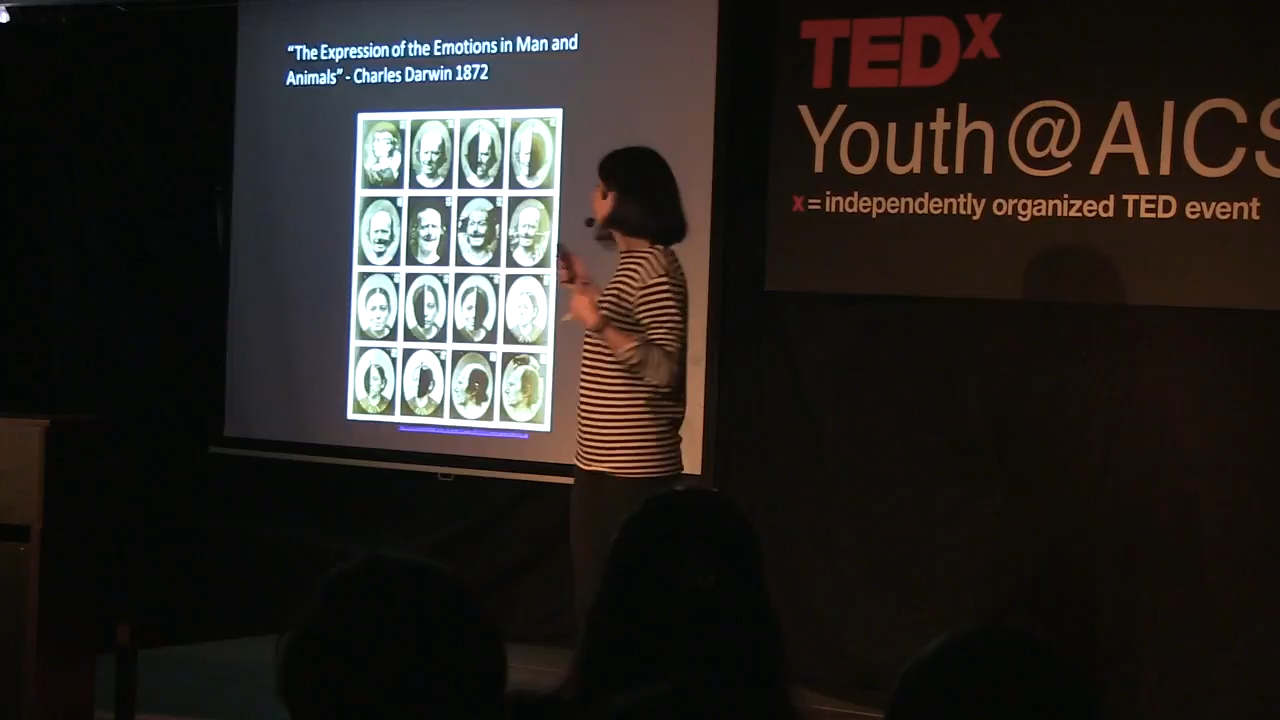 “The Expression of the Emotions in Man and
Animals” - Charles Darwin 1872
TEDx
Youth@AICS
x = independently organized TED event